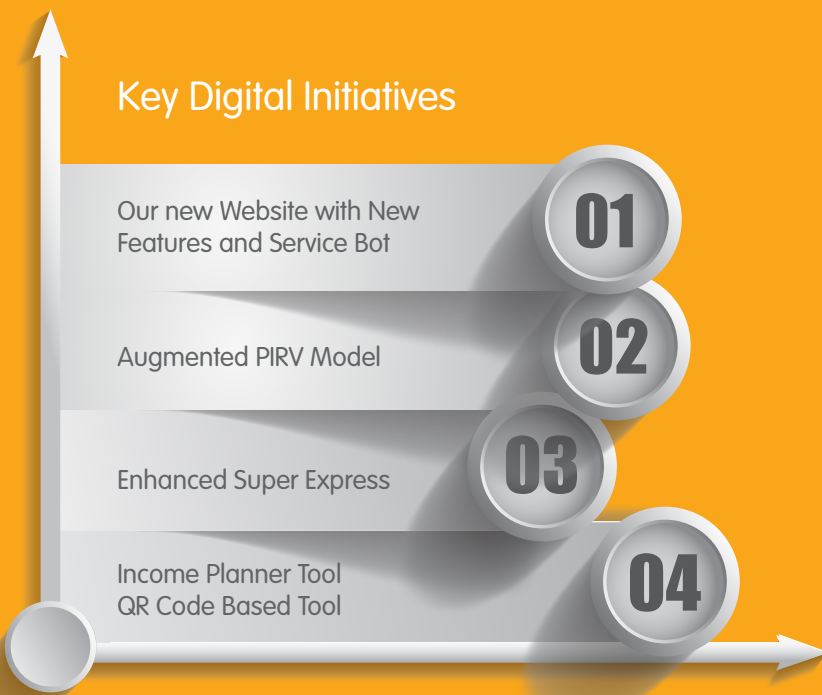 Key Digital Initiatives
Our new Website with New
Features and Service Bot
01
Augmented PIRV Model
02
Enhanced Super Express
03
Income Planner Tool
QR Code Based Tool
04